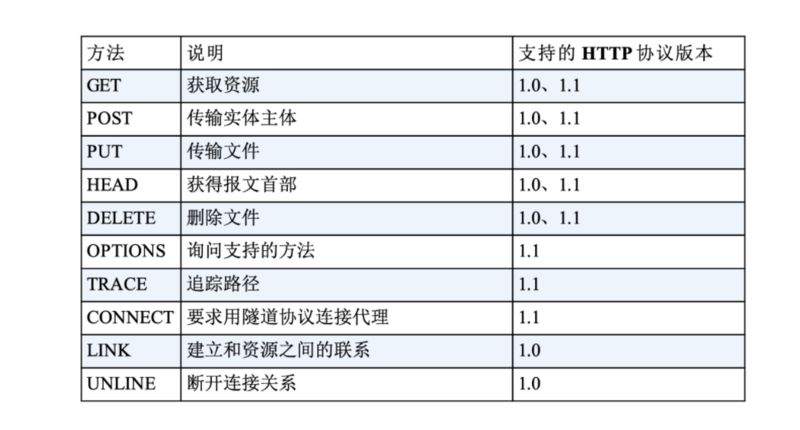 方法 说明 支持的 HTTP 协议版本
GET 获取资源 1.0、1.1
POST 传输实体主体 1.0、1.1
PUT 传输文件 1.0、1.1
HEAD 获得报文首部 1.0、1.1
DELETE 删除文件 1.0、1.1
OPTIONS 询问支持的方法 1.1
TRACE 追踪路径 1.1
CONNECT 要求用隧道协议连接代理 1.1
LINK 建立和资源之间的联系 1.0
UNLINE 断开连接关系 1.0